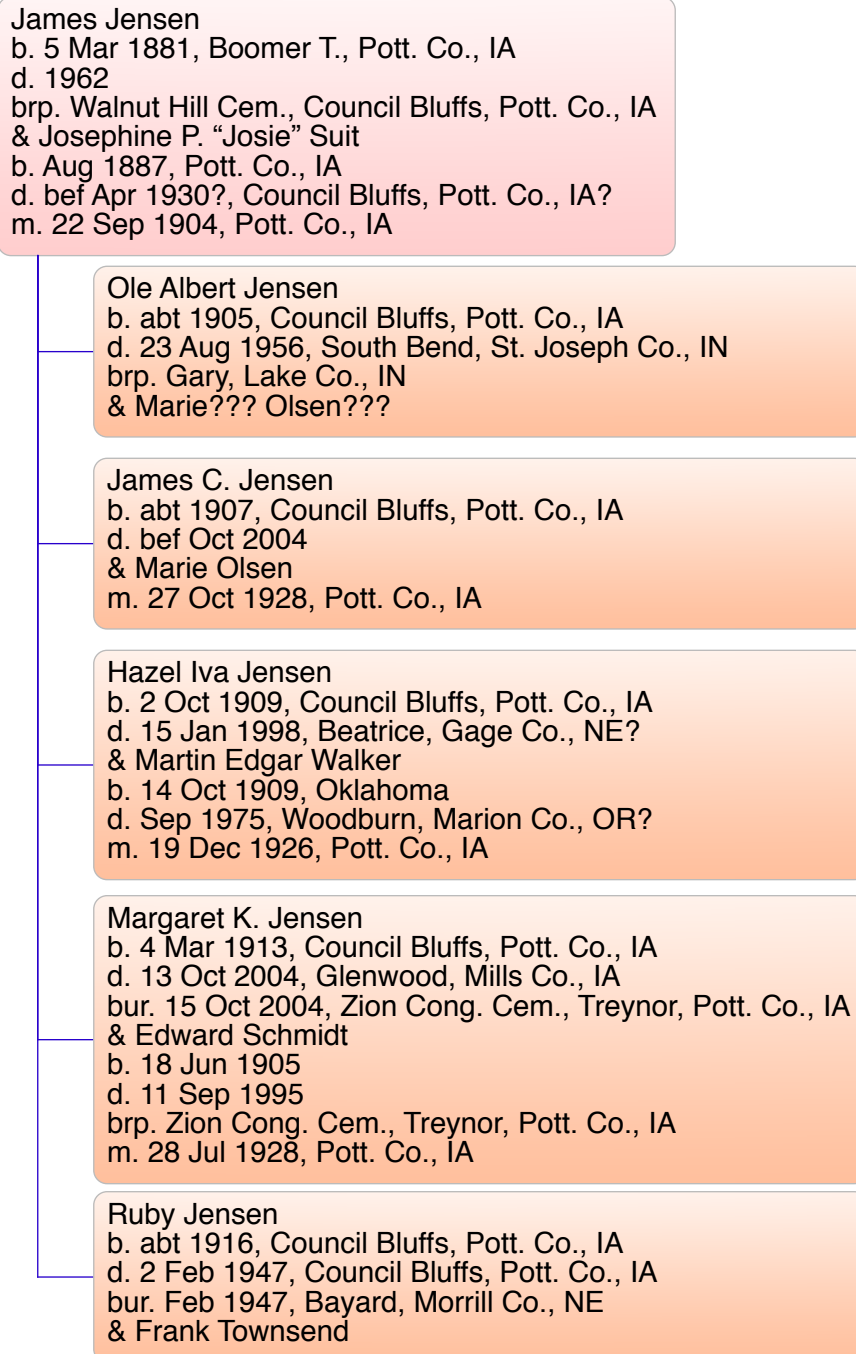 James Jensen
b. 5 Mar 1881, Boomer T., Pott. Co., IA
d. 1962
brp. Walnut Hill Cem., Council Bluffs, Pott. Co., IA
& Josephine P. “Josie” Suit
b. Aug 1887, Pott. Co., IA
d. bef Apr 1930?, Council Bluffs, Pott. Co., IA?
m. 22 Sep 1904, Pott. Co., IA
Ole Albert Jensen
b. abt 1905, Council Bluffs, Pott. Co., IA
d. 23 Aug 1956, South Bend, St. Joseph Co., IN
brp. Gary, Lake Co., IN
& Marie??? Olsen???
James C. Jensen
b. abt 1907, Council Bluffs, Pott. Co., IA
d. bef Oct 2004
& Marie Olsen
m. 27 Oct 1928, Pott. Co., IA
Hazel Iva Jensen
b. 2 Oct 1909, Council Bluffs, Pott. Co., IA
d. 15 Jan 1998, Beatrice, Gage Co., NE?
& Martin Edgar Walker
b. 14 Oct 1909, Oklahoma
d. Sep 1975, Woodburn, Marion Co., OR?
m. 19 Dec 1926, Pott. Co., IA
Margaret K. Jensen
b. 4 Mar 1913, Council Bluffs, Pott. Co., IA
d. 13 Oct 2004, Glenwood, Mills Co., IA
bur. 15 Oct 2004, Zion Cong. Cem., Treynor, Pott. Co., IA
& Edward Schmidt
b. 18 Jun 1905
d. 11 Sep 1995
brp. Zion Cong. Cem., Treynor, Pott. Co., IA
m. 28 Jul 1928, Pott. Co., IA
Ruby Jensen
b. abt 1916, Council Bluffs, Pott. Co., IA
d. 2 Feb 1947, Council Bluffs, Pott. Co., IA
bur. Feb 1947, Bayard, Morrill Co., NE
& Frank Townsend